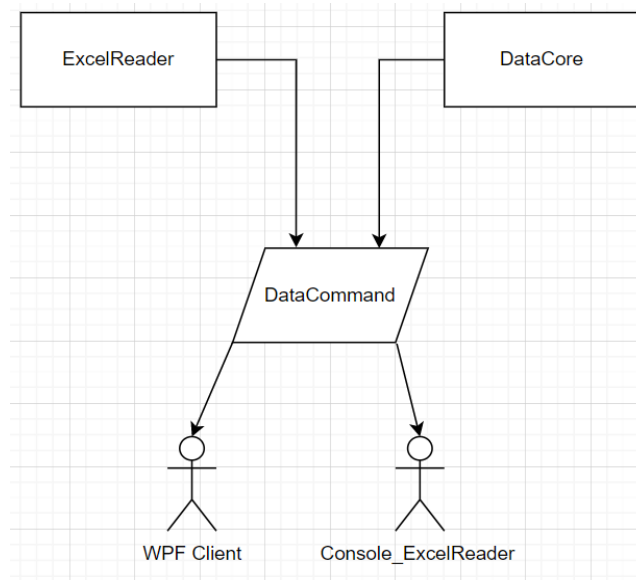 ExcelReader
DataCore
DataCommand
WPF Client
Console_ExcelReader